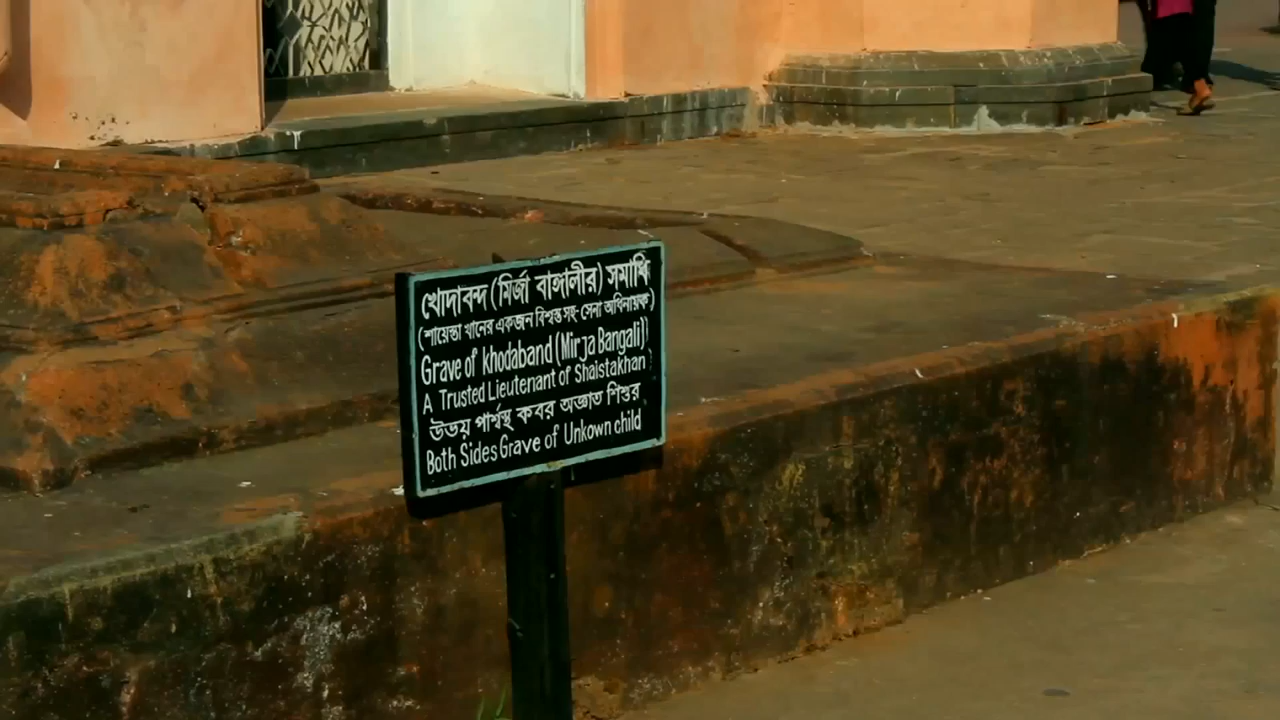 খোদাবন্দ (মির্জা বাঙ্গালীর) সমাধি
(শায়েস্তা খানের একজন বিশ্বস্ত সহ- সেনা অধিনায়ক)
Grave of khodaband (Mirja Bangali)
A Trusted Lieutenant of Shaistakhan
উভয় পার্শ্বস্থ কবর অজ্ঞাত শিশুর
Both Sides Grave of Unkown child